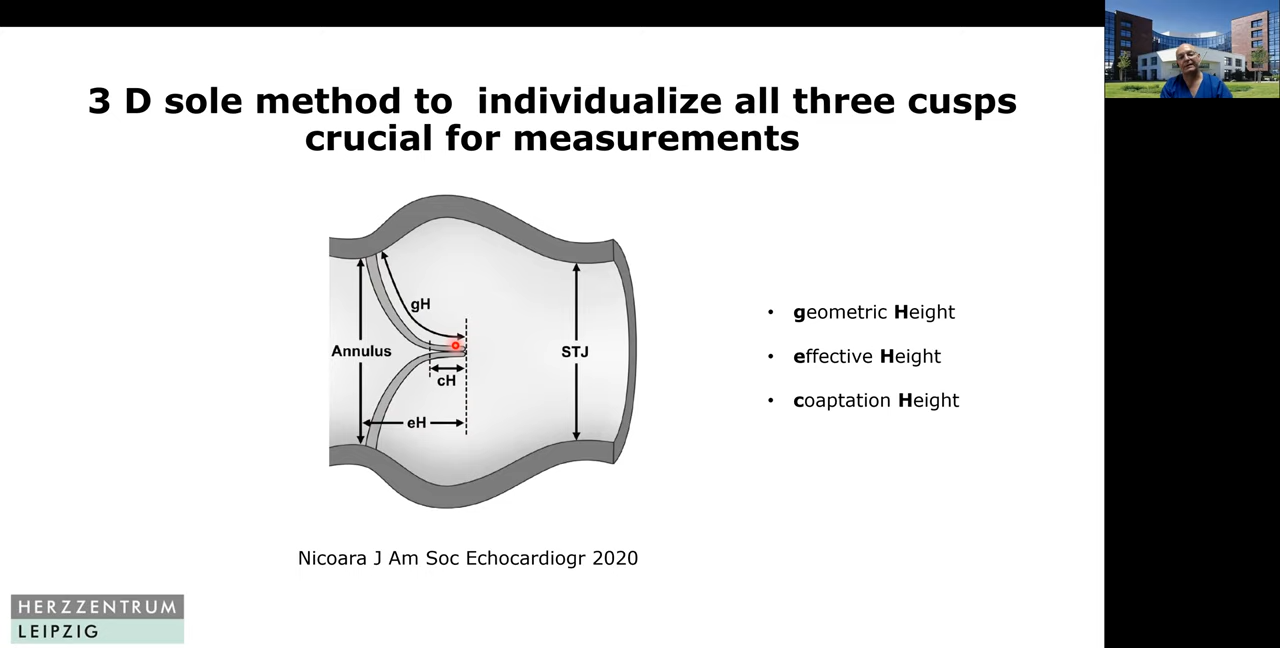 3 D sole method to  individualize all three cusps
crucial for measurements
gH
Annulus
STJ
cH
eH
• geometric Height
• effective Height
• coaptation Height
Nicoara J Am Soc Echocardiogr 2020
HERZZENTRUM
LEIPZIG